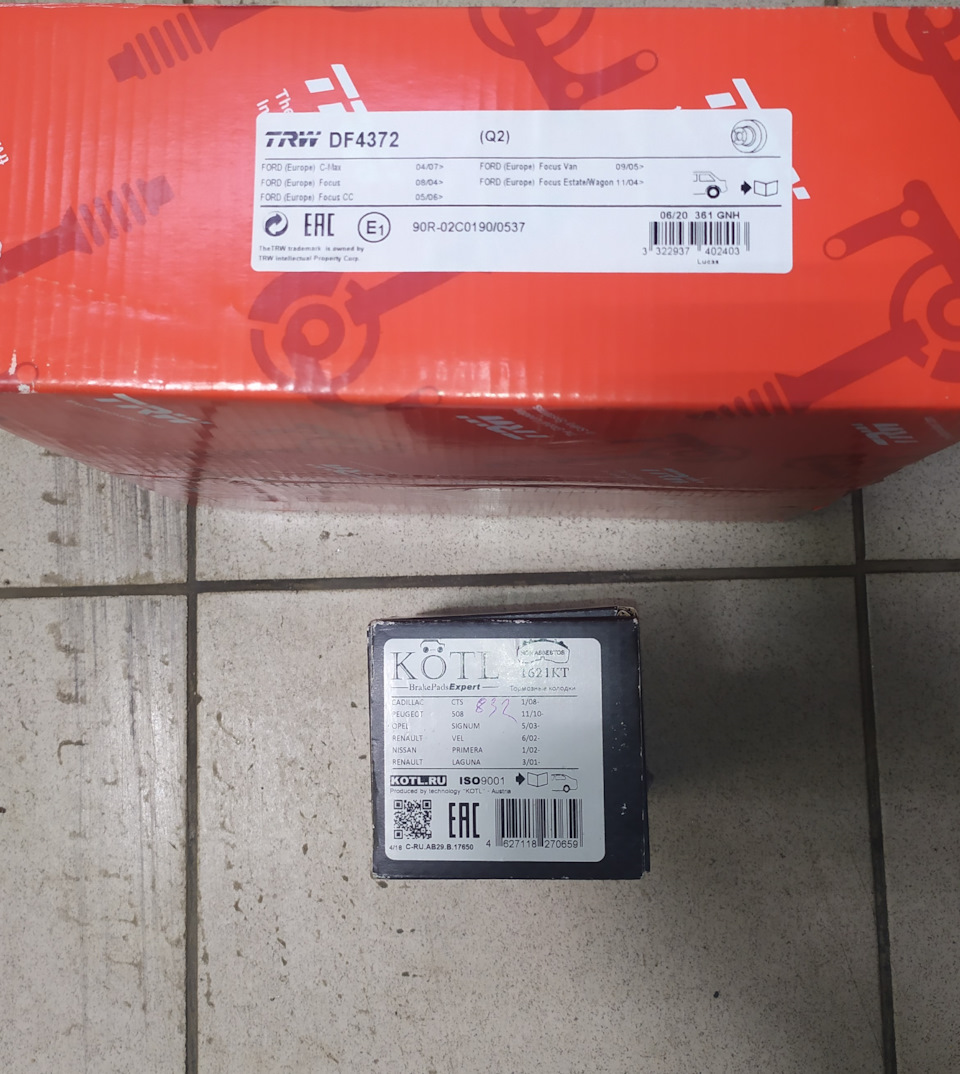 TRW DF4372 (Q2)
FORD (Europe) C-Max 04/07> FORD (Europe) Focus Van 09/05>
FORD (Europe) Focus 08/04> FORD (Europe) Focus Estate/Wagon 11/04>
FORD (Europe) Focus CC 05/06>
06/20 361 GNH
EAC E1 90R-02C0190/0537
TheTRW trademark is owned by
TRW Intellectual Property Corp.
3 322937 402403
Lucas
TRW
TRW
KOTL NON ASBESTOS
1621KT
BrakePadsExpert Тормозные колодки
CADILLAC CTS 1/08-
832
PEUGEOT 508 11/10-
OPEL SIGNUM 5/03-
RENAULT VEL 6/02-
NISSAN PRIMERA 1/02-
RENAULT LAGUNA 3/01-
KOTL.RU ISO9001
Produced by technology "KOTL" - Austria
EAC
4 627118 270659
4/18 C-RU.AB29.B.17650